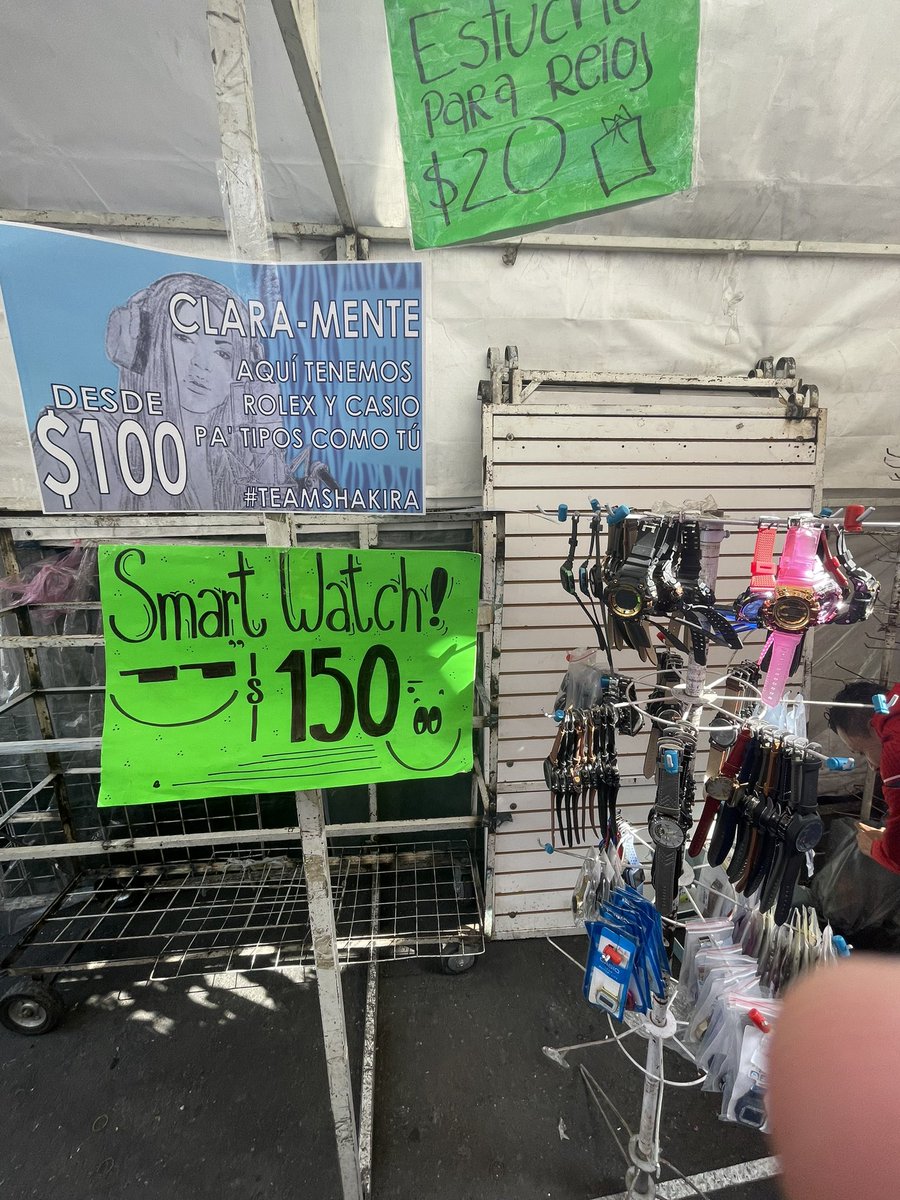 Estuche
para Reloj
$20
CLARA-MENTE
AQUÍ TENEMOS
ROLEX Y CASIO
PA' TIPOS COMO TÚ
#TEAMSHAKIRA
DESDE
$100
Smart Watch!
$150